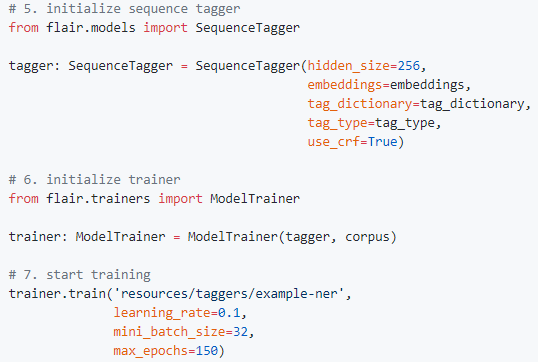 # 5. initialize sequence tagger
from flair.models import SequenceTagger
tagger: SequenceTagger = SequenceTagger(hidden_size=256,
embeddings=embeddings,
tag_dictionary=tag_dictionary,
tag_type=tag_type,
use_crf=True)
# 6. initialize trainer
from flair.trainers import ModelTrainer
trainer: ModelTrainer = ModelTrainer(tagger, corpus)
# 7. start training
trainer.train('resources/taggers/example-ner',
learning_rate=0.1,
mini_batch_size=32,
max_epochs=150)